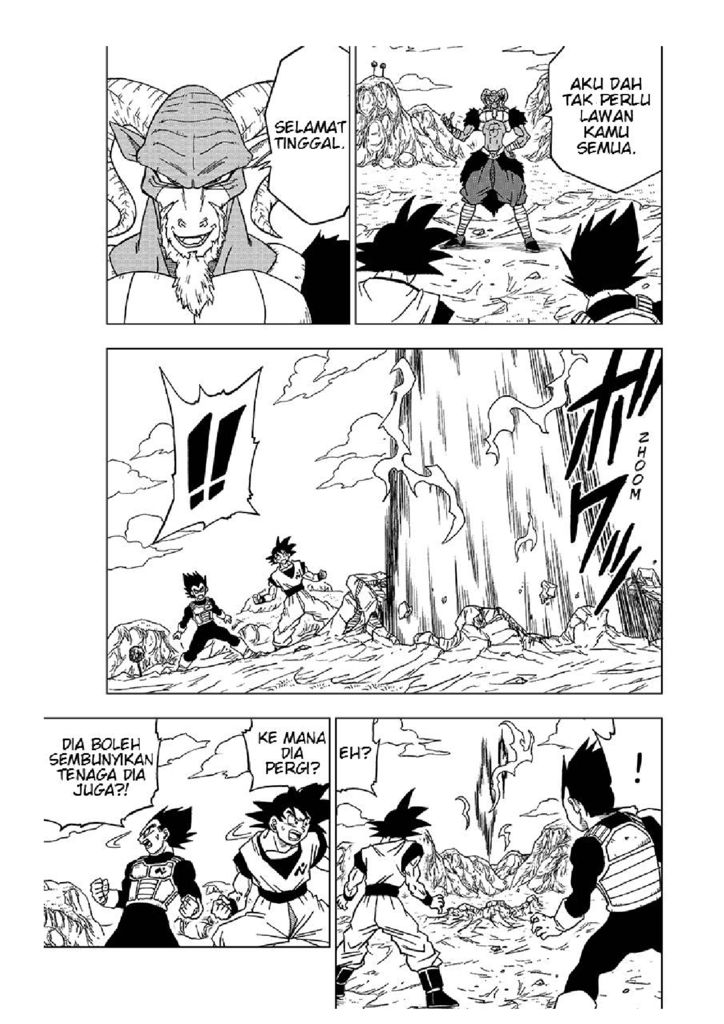 AKU DAH
TAK PERLU
LAWAN
KAMU
SEMUA.
SELAMAT
TINGGAL.
!!
ZHOOM
!
EH?
KE MANA
DIA
PERGI?
DIA BOLEH
SEMBUNYIKAN
TENAGA DIA
JUGA?!